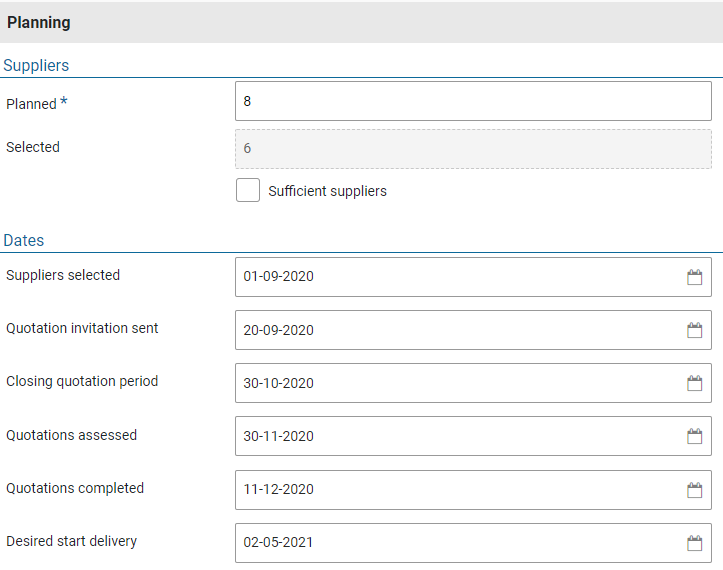 Planning
Suppliers
Planned * 8
Selected 6
Sufficient suppliers
Dates
Suppliers selected 01-09-2020
Quotation invitation sent 20-09-2020
Closing quotation period 30-10-2020
Quotations assessed 30-11-2020
Quotations completed 11-12-2020
Desired start delivery 02-05-2021